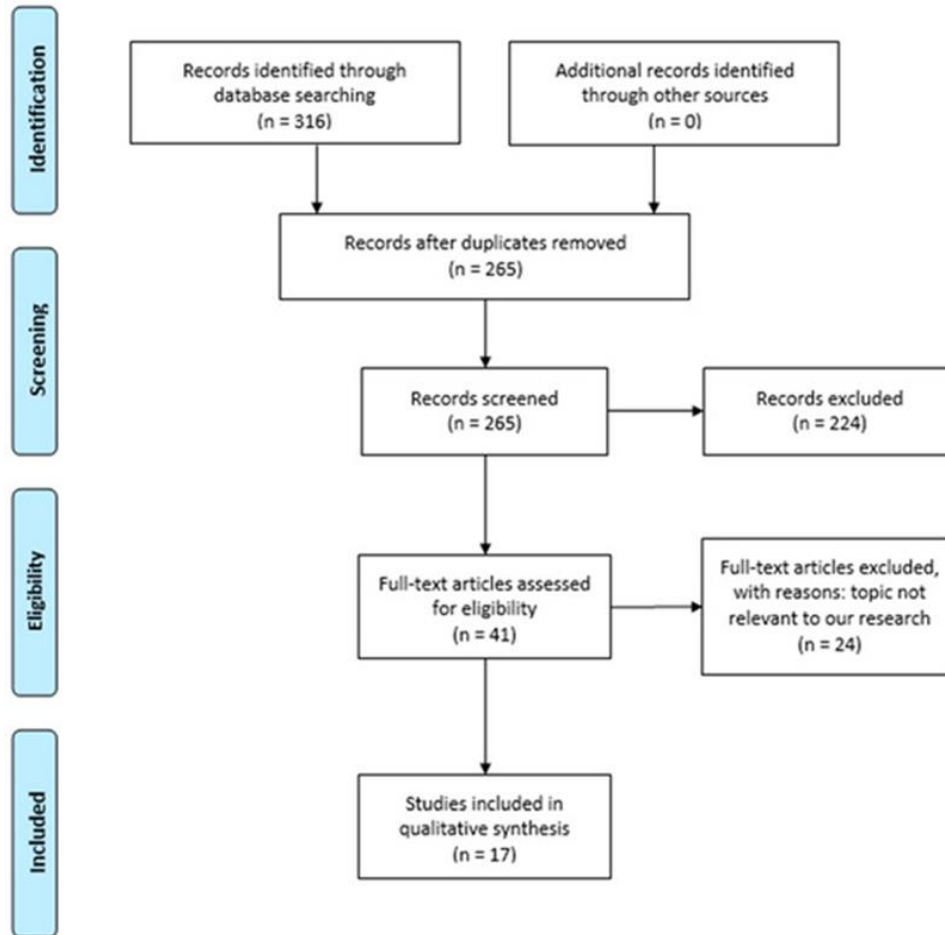 Identification
Records identified through
database searching
(n = 316)
Additional records identified
through other sources
(n = 0)
Records after duplicates removed
(n = 265)
Screening
Records screened
(n = 265)
Records excluded
(n = 224)
Eligibility
Full-text articles assessed
for eligibility
(n = 41)
Full-text articles excluded,
with reasons: topic not
relevant to our research
(n = 24)
Included
Studies included in
qualitative synthesis
(n = 17)